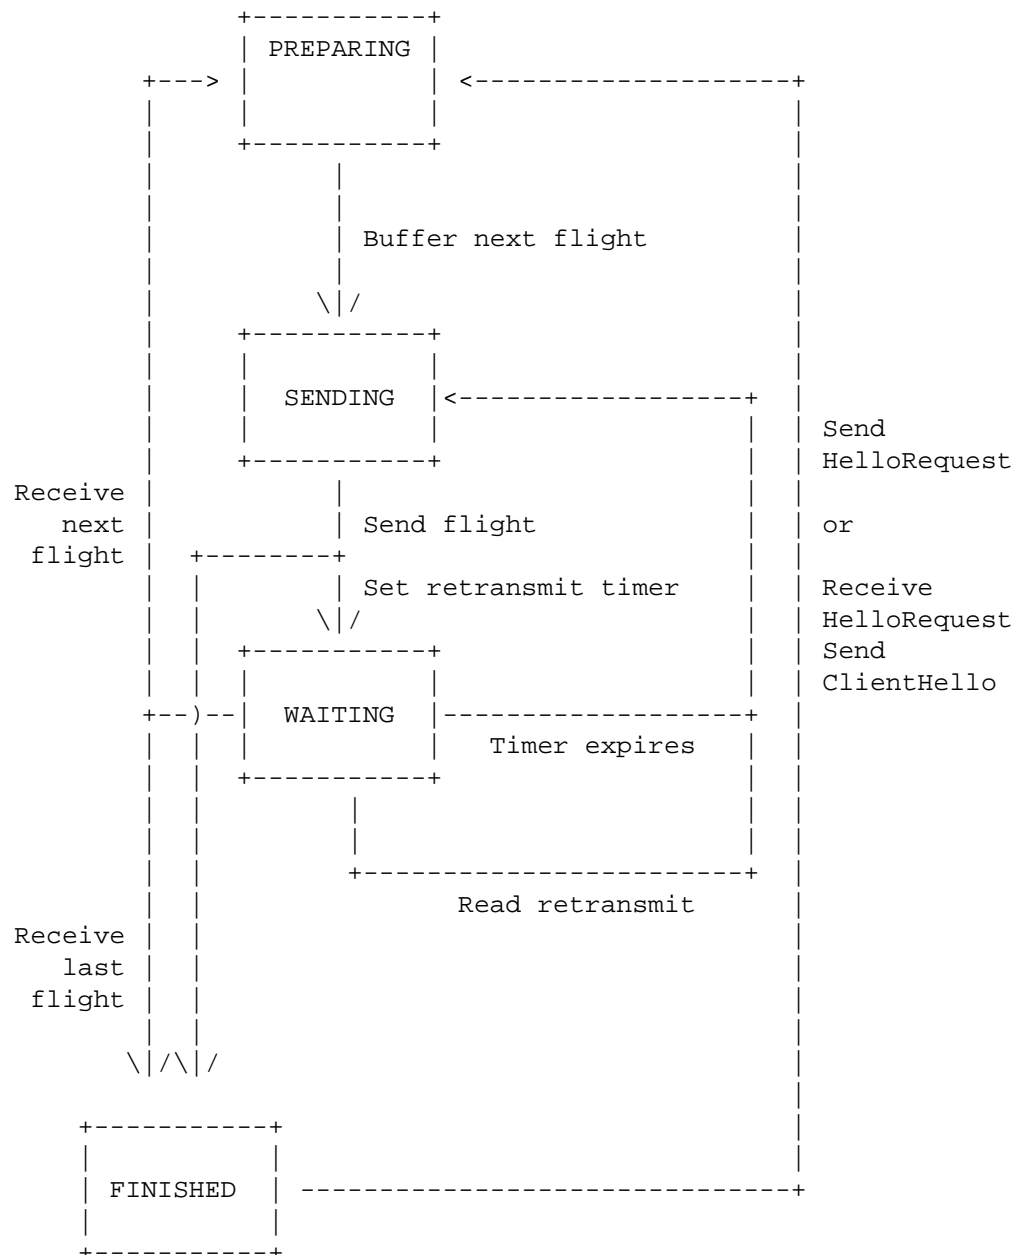 PREPARING
Buffer next flight
SENDING
Send
HelloRequest
Receive
next
flight
Send flight
or
Set retransmit timer
Receive
HelloRequest
Send
ClientHello
WAITING
Timer expires
Read retransmit
Receive
last
flight
FINISHED